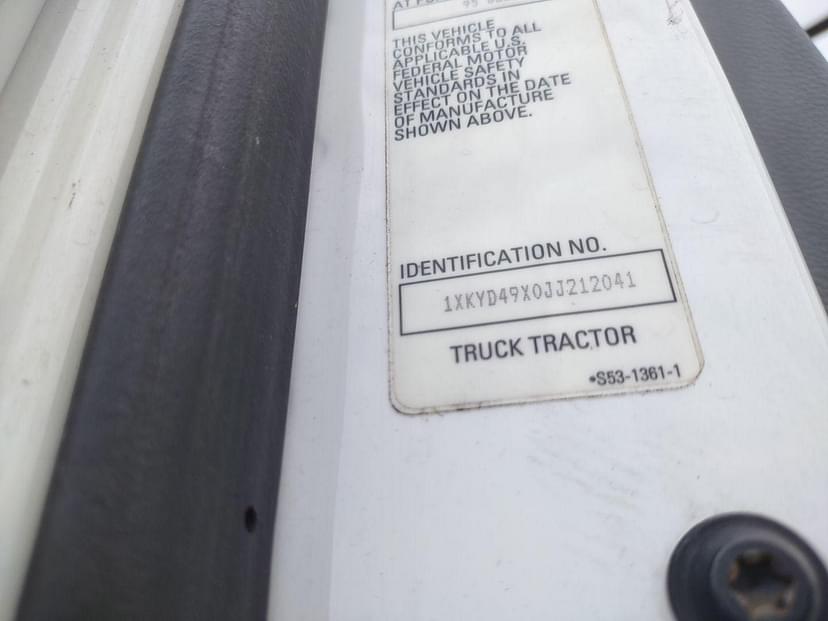 THIS VEHICLE
CONFORMS TO ALL
APPLICABLE U.S.
FEDERAL MOTOR
VEHICLE SAFETY
STANDARDS IN
EFFECT ON THE DATE
OF MANUFACTURE
SHOWN ABOVE.
IDENTIFICATION NO.
1XKYD49X0JJ212041
TRUCK TRACTOR
•S53-1361-1